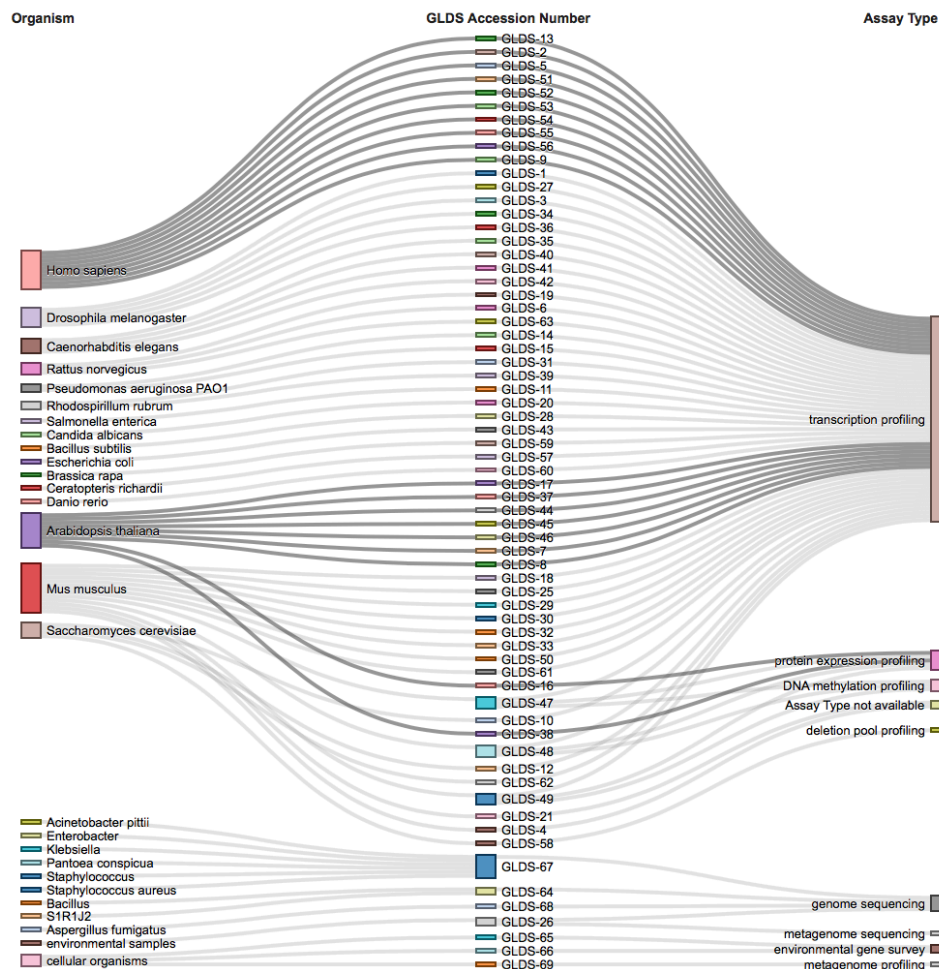 Organism
GLDS Accession Number
Assay Type
GLDS-13
GLDS-2
GLDS-5
GLDS-51
GLDS-52
GLDS-53
GLDS-54
GLDS-55
GLDS-56
GLDS-9
GLDS-1
GLDS-27
GLDS-3
GLDS-34
GLDS-36
GLDS-35
GLDS-40
GLDS-41
GLDS-42
GLDS-19
GLDS-6
GLDS-63
GLDS-14
GLDS-15
GLDS-31
GLDS-39
GLDS-11
GLDS-20
GLDS-28
GLDS-43
GLDS-59
GLDS-57
GLDS-60
GLDS-17
GLDS-37
GLDS-44
GLDS-45
GLDS-46
GLDS-7
GLDS-8
GLDS-18
GLDS-25
GLDS-29
GLDS-30
GLDS-32
GLDS-33
GLDS-50
GLDS-61
GLDS-16
GLDS-47
GLDS-10
GLDS-38
GLDS-48
GLDS-12
GLDS-62
GLDS-49
GLDS-21
GLDS-4
GLDS-58
GLDS-67
GLDS-64
GLDS-68
GLDS-26
GLDS-65
GLDS-66
GLDS-69
Homo sapiens
Drosophila melanogaster
Caenorhabditis elegans
Rattus norvegicus
Pseudomonas aeruginosa PAO1
Rhodospirillum rubrum
Salmonella enterica
Candida albicans
Bacillus subtilis
Escherichia coli
Brassica rapa
Ceratopteris richardii
Danio rerio
Arabidopsis thaliana
Mus musculus
Saccharomyces cerevisiae
Acinetobacter pittii
Enterobacter
Klebsiella
Pantoea conspicua
Staphylococcus
Staphylococcus aureus
Bacillus
S1R1J2
Aspergillus fumigatus
environmental samples
cellular organisms
transcription profiling
protein expression profiling
DNA methylation profiling
Assay Type not available
deletion pool profiling
genome sequencing
metagenome sequencing
environmental gene survey
metagenome profiling